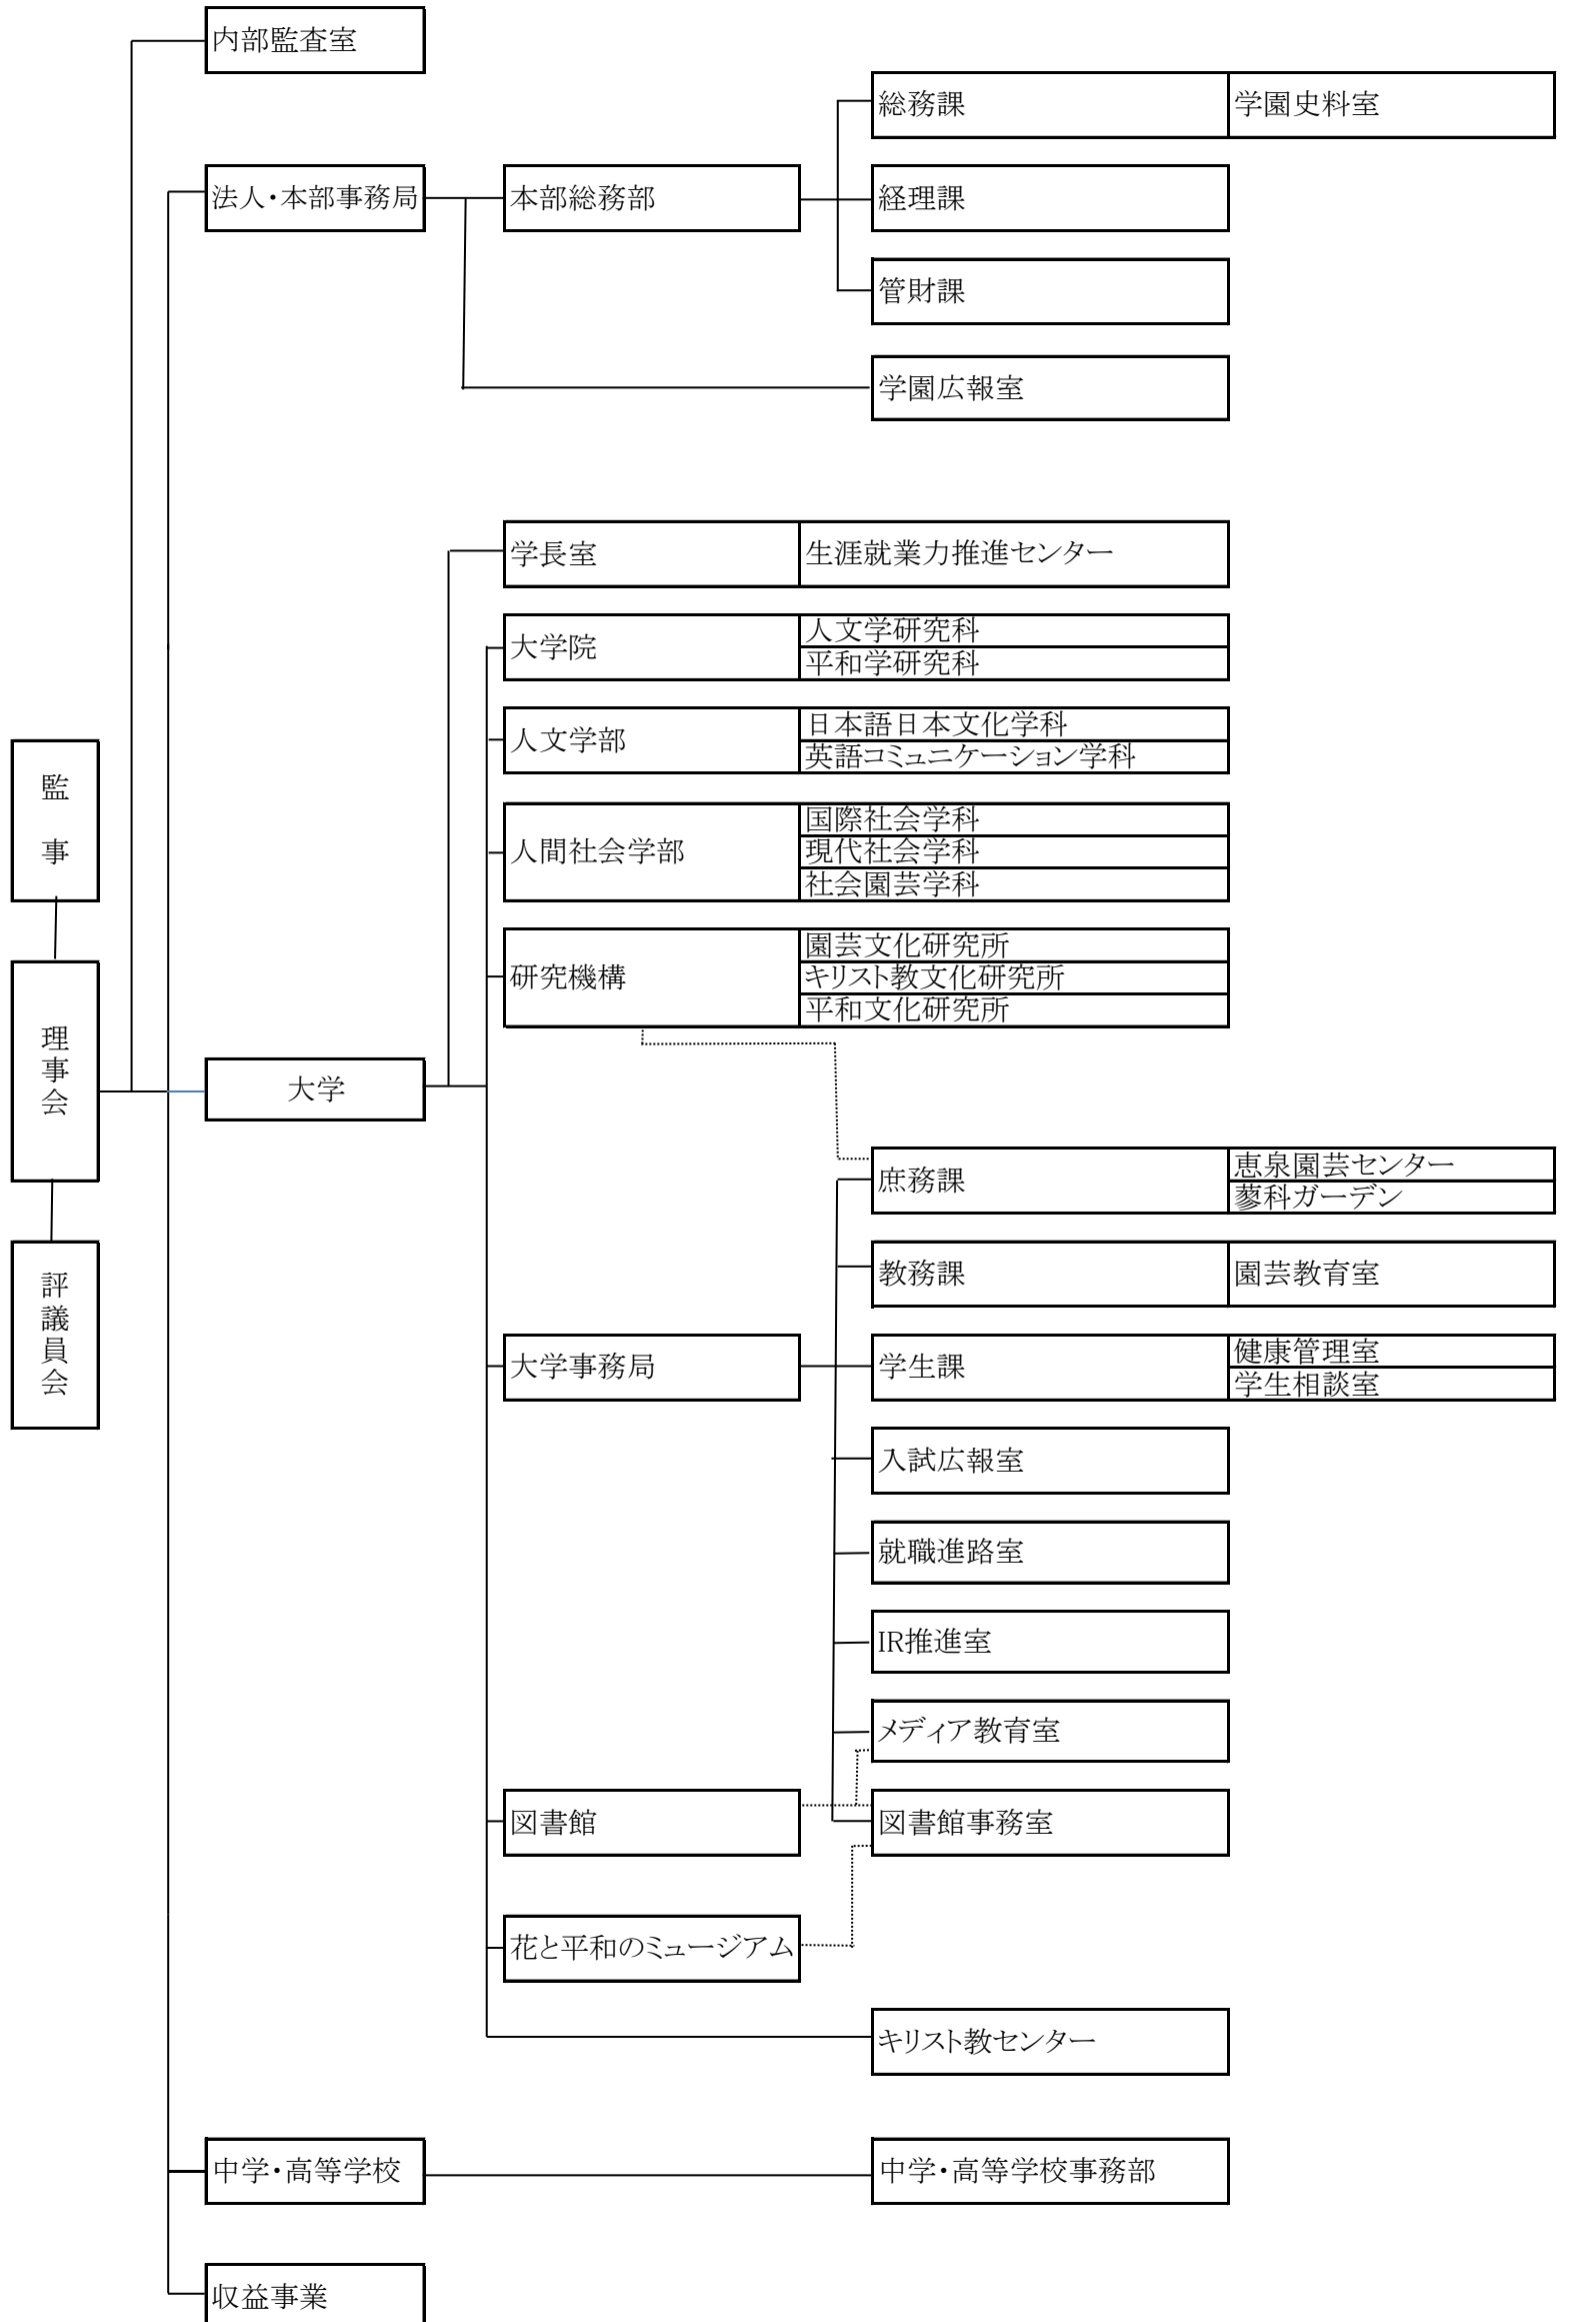 内部監査室
総務課
学園史料室
法人・本部事務局
本部総務部
経理課
管財課
学園広報室
学長室
生涯就業力推進センター
大学院
人文学研究科
平和学研究科
人文学部
日本語日本文化学科
英語コミュニケーション学科
人間社会学部
国際社会学科
現代社会学科
社会園芸学科
研究機構
園芸文化研究所
キリスト教文化研究所
平和文化研究所
監事
理事会
評議員会
大学
庶務課
恵泉園芸センター
蓼科ガーデン
教務課
園芸教育室
大学事務局
学生課
健康管理室
学生相談室
入試広報室
就職進路室
IR推進室
メディア教育室
図書館
図書館事務室
花と平和のミュージアム
キリスト教センター
中学・高等学校
中学・高等学校事務部
収益事業